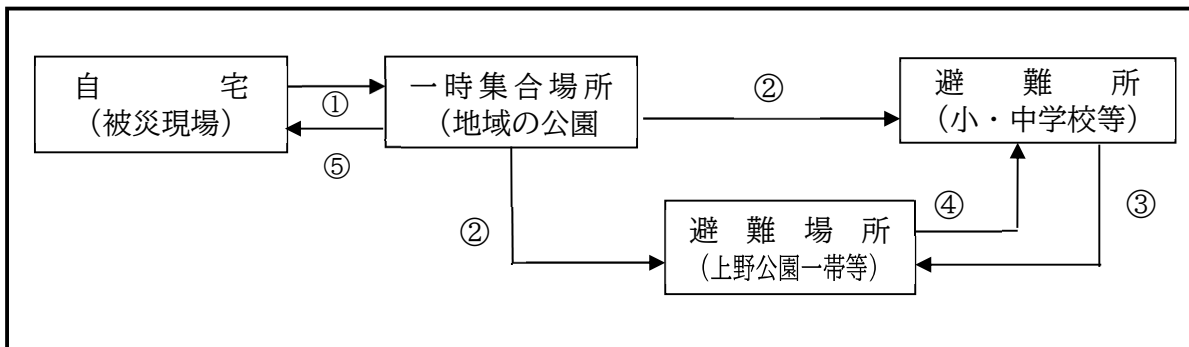 自宅
(被災現場)
①
⑤
一時集合場所
(地域の公園
②
避難所
(小・中学校等)
②
避難場所
(上野公園一帯等)
④
③